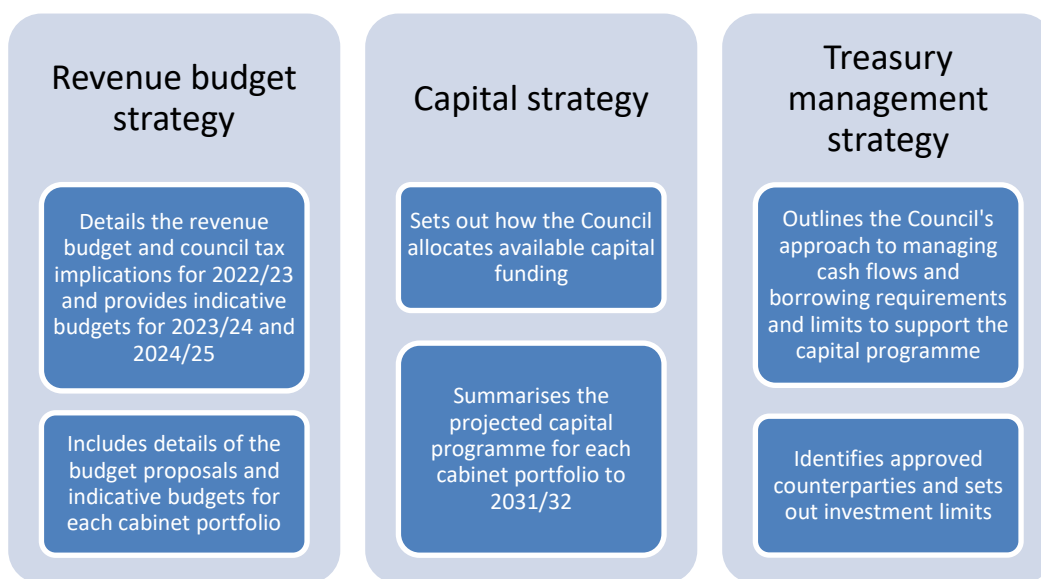 Revenue budget
strategy
Details the revenue
budget and council tax
implications for 2022/23
and provides indicative
budgets for 2023/24 and
2024/25
Includes details of the
budget proposals and
indicative budgets for
each cabinet portfolio
Capital strategy
Sets out how the Council
allocates available capital
funding
Summarises the
projected capital
programme for each
cabinet portfolio to
2031/32
Treasury
management
strategy
Outlines the Council's
approach to managing
cash flows and
borrowing requirements
and limits to support the
capital programme
Identifies approved
counterparties and sets
out investment limits